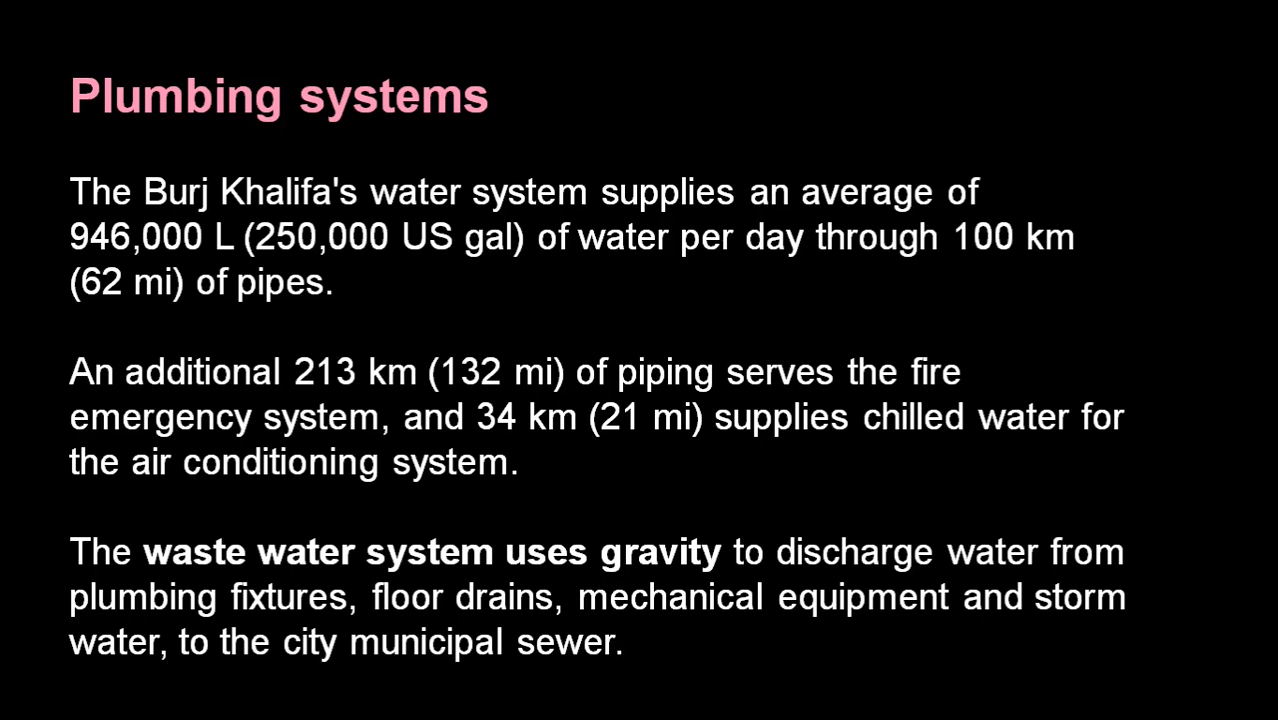 Plumbing systems
The Burj Khalifa's water system supplies an average of
946,000 L (250,000 US gal) of water per day through 100 km
(62 mi) of pipes.
An additional 213 km (132 mi) of piping serves the fire
emergency system, and 34 km (21 mi) supplies chilled water for
the air conditioning system.
The waste water system uses gravity to discharge water from
plumbing fixtures, floor drains, mechanical equipment and storm
water, to the city municipal sewer.